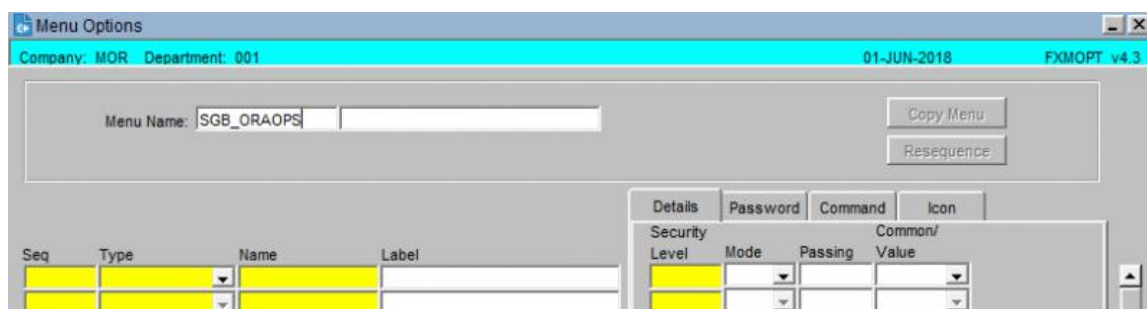 Menu Options
Company: MOR Department: 001 01-JUN-2018 FXMOPT v4.3
Menu Name: SGB_ORAOPS
Copy Menu
Resequence
Details Password Command Icon
Security Common/
Seq Type Name Label Level Mode Passing Value